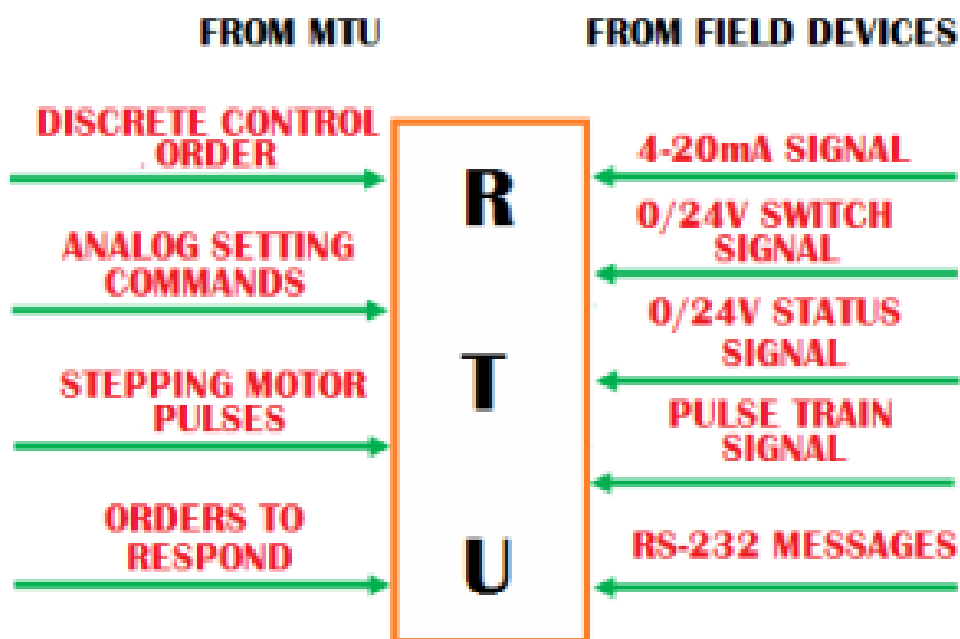 FROM MTU
FROM FIELD DEVICES
DISCRETE CONTROL
ORDER
ANALOG SETTING
COMMANDS
STEPPING MOTOR
PULSES
ORDERS TO
RESPOND
R
T
U
4-20mA SIGNAL
0/24V SWITCH
SIGNAL
0/24V STATUS
SIGNAL
PULSE TRAIN
SIGNAL
RS-232 MESSAGES